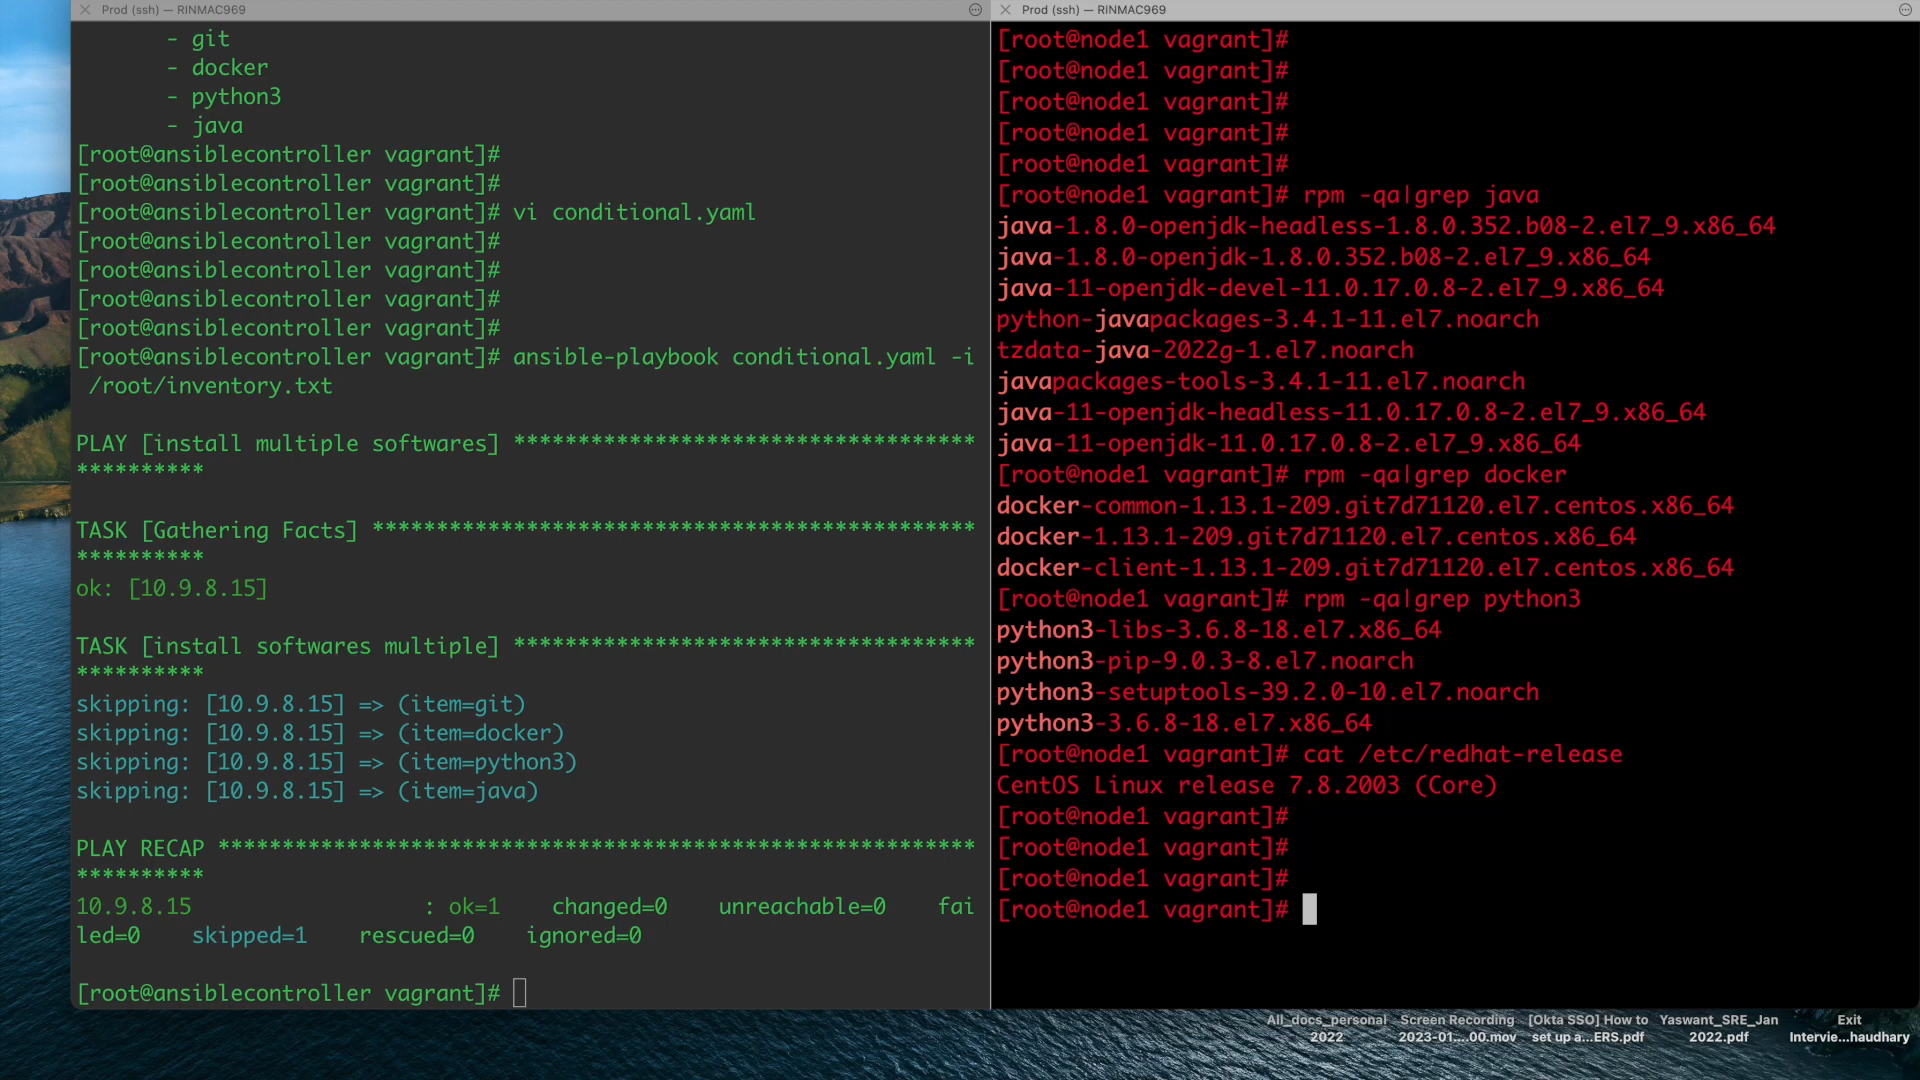 Prod (ssh) — RINMAC969
- git
- docker
- python3
- java
[root@ansiblecontroller vagrant]#
[root@ansiblecontroller vagrant]#
[root@ansiblecontroller vagrant]# vi conditional.yaml
[root@ansiblecontroller vagrant]#
[root@ansiblecontroller vagrant]#
[root@ansiblecontroller vagrant]#
[root@ansiblecontroller vagrant]#
[root@ansiblecontroller vagrant]# ansible-playbook conditional.yaml -i
/root/inventory.txt
PLAY [install multiple softwares] ************************************
**********
TASK [Gathering Facts] ***********************************************
**********
ok: [10.9.8.15]
TASK [install softwares multiple] ************************************
**********
skipping: [10.9.8.15] => (item=git)
skipping: [10.9.8.15] => (item=docker)
skipping: [10.9.8.15] => (item=python3)
skipping: [10.9.8.15] => (item=java)
PLAY RECAP ***********************************************************
**********
10.9.8.15 : ok=1 changed=0 unreachable=0 fai
led=0 skipped=1 rescued=0 ignored=0
[root@ansiblecontroller vagrant]#
Prod (ssh) — RINMAC969
[root@node1 vagrant]#
[root@node1 vagrant]#
[root@node1 vagrant]#
[root@node1 vagrant]#
[root@node1 vagrant]#
[root@node1 vagrant]# rpm -qa|grep java
java-1.8.0-openjdk-headless-1.8.0.352.b08-2.el7_9.x86_64
java-1.8.0-openjdk-1.8.0.352.b08-2.el7_9.x86_64
java-11-openjdk-devel-11.0.17.0.8-2.el7_9.x86_64
python-javapackages-3.4.1-11.el7.noarch
tzdata-java-2022g-1.el7.noarch
javapackages-tools-3.4.1-11.el7.noarch
java-11-openjdk-headless-11.0.17.0.8-2.el7_9.x86_64
java-11-openjdk-11.0.17.0.8-2.el7_9.x86_64
[root@node1 vagrant]# rpm -qa|grep docker
docker-common-1.13.1-209.git7d71120.el7.centos.x86_64
docker-1.13.1-209.git7d71120.el7.centos.x86_64
docker-client-1.13.1-209.git7d71120.el7.centos.x86_64
[root@node1 vagrant]# rpm -qa|grep python3
python3-libs-3.6.8-18.el7.x86_64
python3-pip-9.0.3-8.el7.noarch
python3-setuptools-39.2.0-10.el7.noarch
python3-3.6.8-18.el7.x86_64
[root@node1 vagrant]# cat /etc/redhat-release
CentOS Linux release 7.8.2003 (Core)
[root@node1 vagrant]#
[root@node1 vagrant]#
[root@node1 vagrant]#
[root@node1 vagrant]#
All_docs_personal
2022
Screen Recording
2023-01....00.mov
[Okta SSO] How to
set up a...ERS.pdf
Yaswant_SRE_Jan
2022.pdf
Exit
Intervie...haudhary